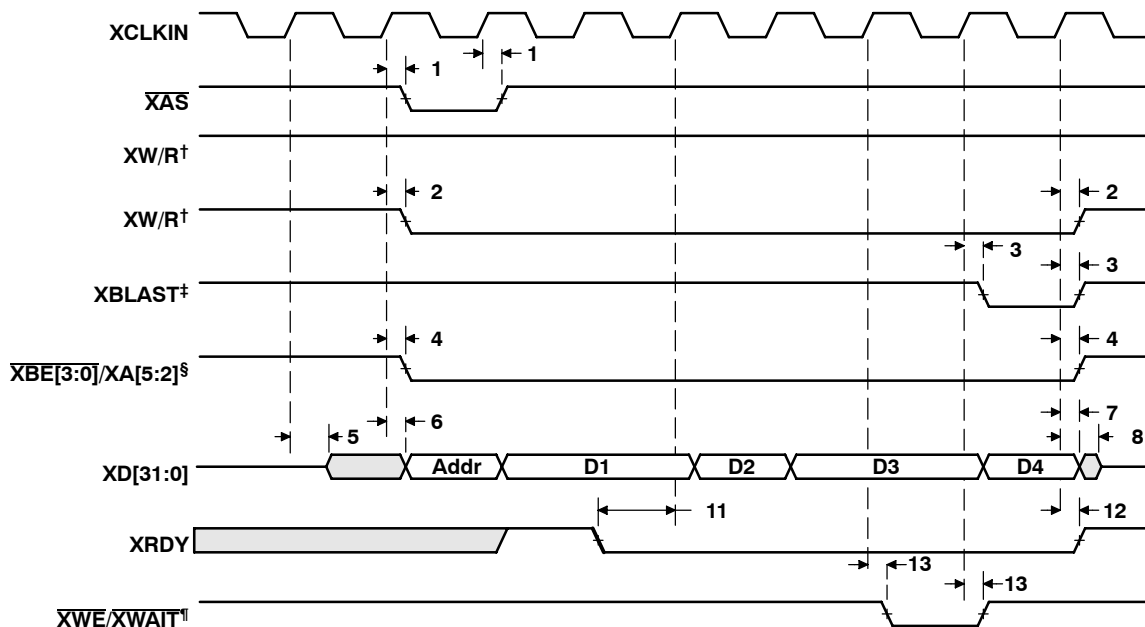 XCLKIN
1 1
XAS
XW/R†
2 2
XW/R†
3
3
XBLAST‡
4 4
XBE[3:0]/XA[5:2]§
6 7
5 8
XD[31:0] Addr D1 D2 D3 D4
11 12
XRDY
13
13
XWE/XWAIT¶